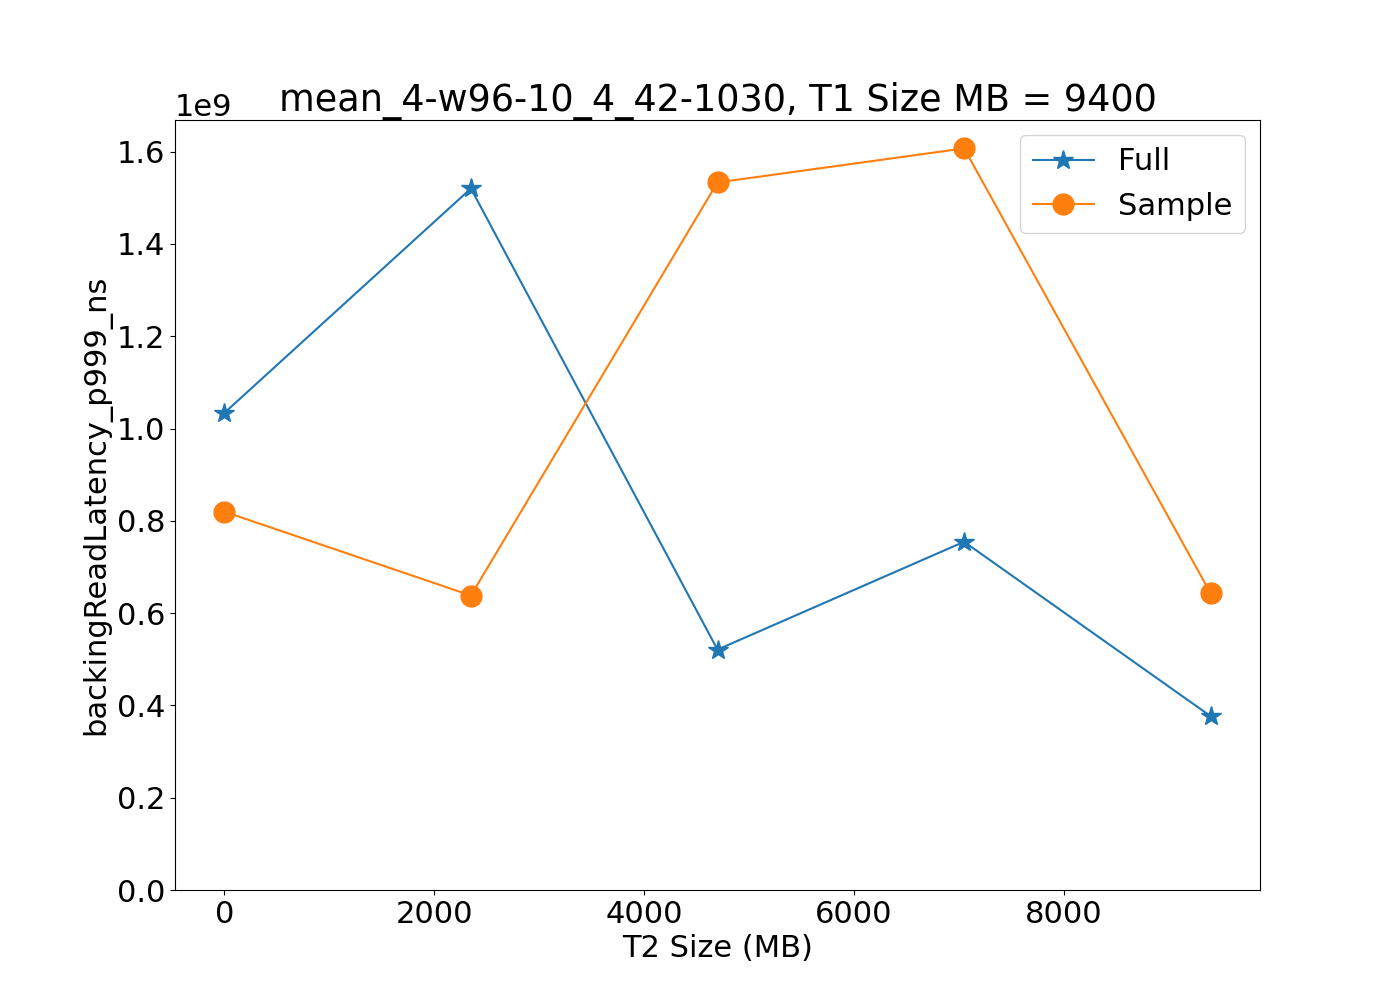 mean_4-w96-10_4_42-1030, T1 Size MB = 9400
1e9
1.6
1.4
1.2
1.0
0.8
0.6
0.4
0.2
0.0
backingReadLatency_p999_ns
Full
Sample
0
2000
4000
6000
8000
T2 Size (MB)